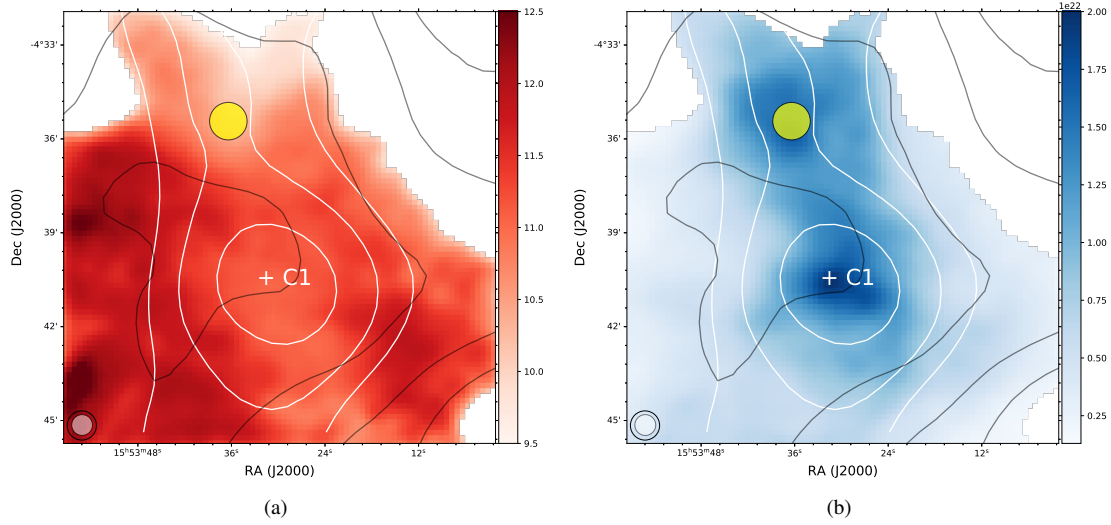 12.5
12.0
11.5
11.0
10.5
10.0
9.5
-4°33'
36'
39'
42'
45'
Dec (J2000)
15ʰ53ᵐ48ˢ
36ˢ
24ˢ
12ˢ
RA (J2000)
+ C1
(a)
1e22
2.00
1.75
1.50
1.25
1.00
0.75
0.50
0.25
-4°33'
36'
39'
42'
45'
Dec (J2000)
15ʰ53ᵐ48ˢ
36ˢ
24ˢ
12ˢ
RA (J2000)
+ C1
(b)